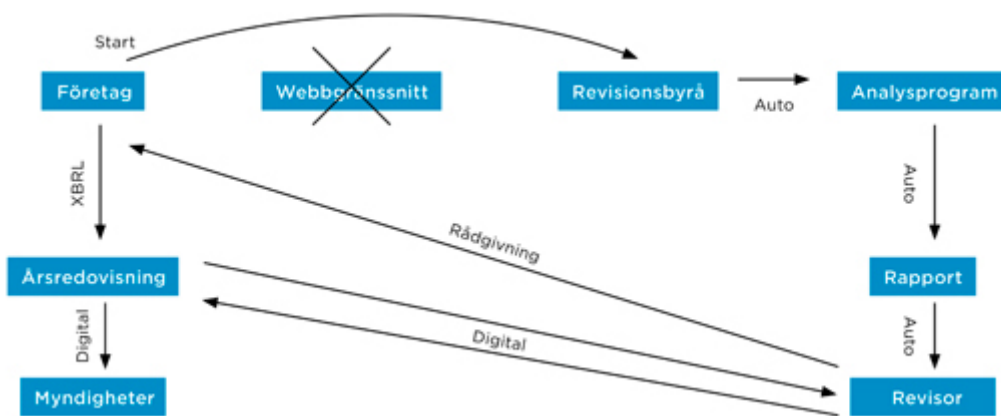 Start
Företag
Webbgränssnitt
Revisionsbyrå
Auto
Analysprogram
XBRL
Auto
Rådgivning
Årsredovisning
Rapport
Digital
Digital
Auto
Myndigheter
Revisor